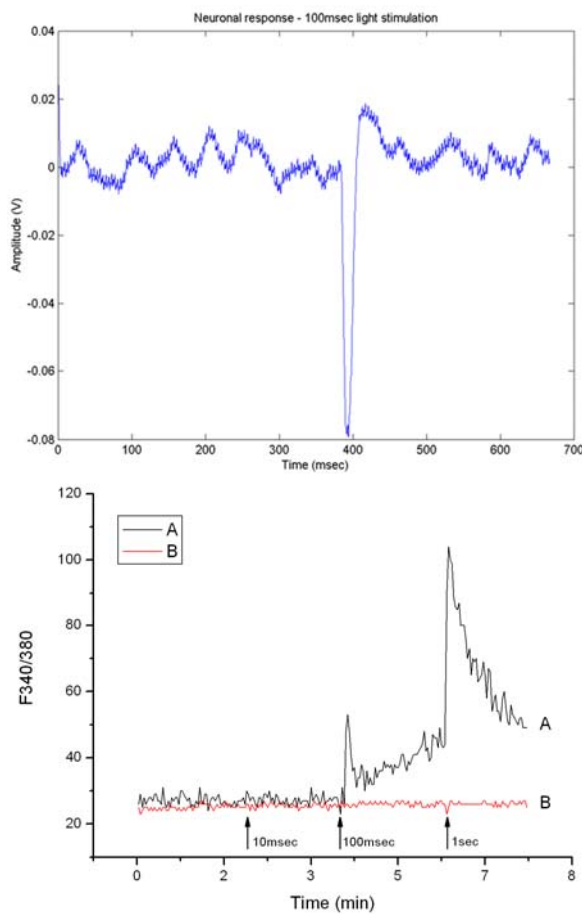 Neuronal response - 100msec light stimulation
0.04
0.02
0
-0.02
-0.04
-0.06
-0.08
Amplitude (V)
0 100 200 300 400 500 600 700
Time (msec)
120
100
80
60
40
20
F340/380
A
B
A
B
10msec 100msec 1sec
0 2 3 5 6 8
Time (min)